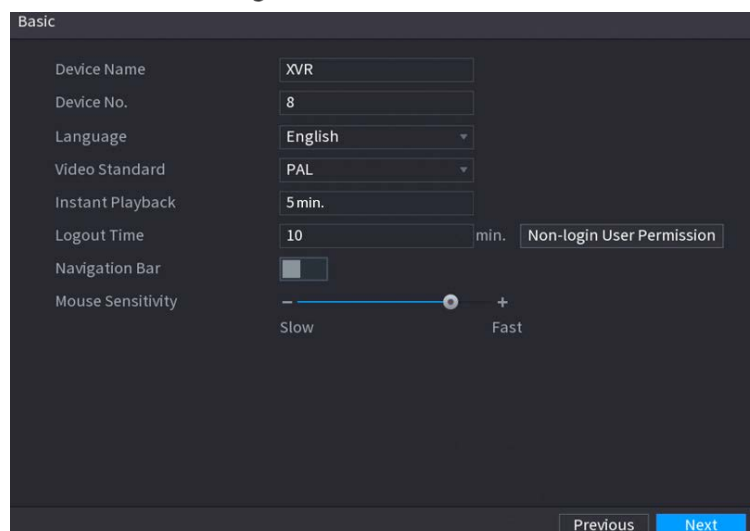 Basic
Device Name XVR
Device No. 8
Language English
Video Standard PAL
Instant Playback 5 min.
Logout Time 10 min. Non-login User Permission
Navigation Bar
Mouse Sensitivity - +
Slow Fast
Previous Next